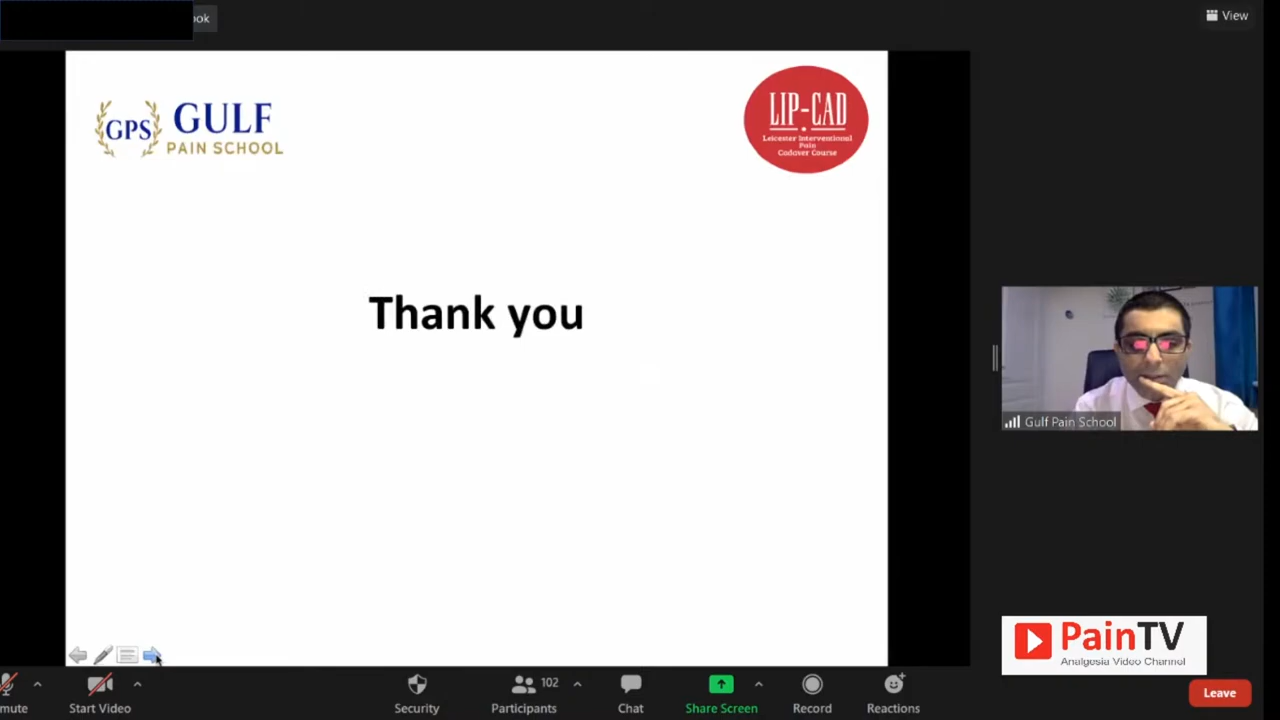 ook
View
GPS GULF
PAIN SCHOOL
LIP-CAD
Leicester Interventional
Pain
Cadaver Course
Thank you
Gulf Pain School
PainTV
Analgesia Video Channel
mute
Start Video
Security
102
Participants
Chat
Share Screen
Record
Reactions
Leave